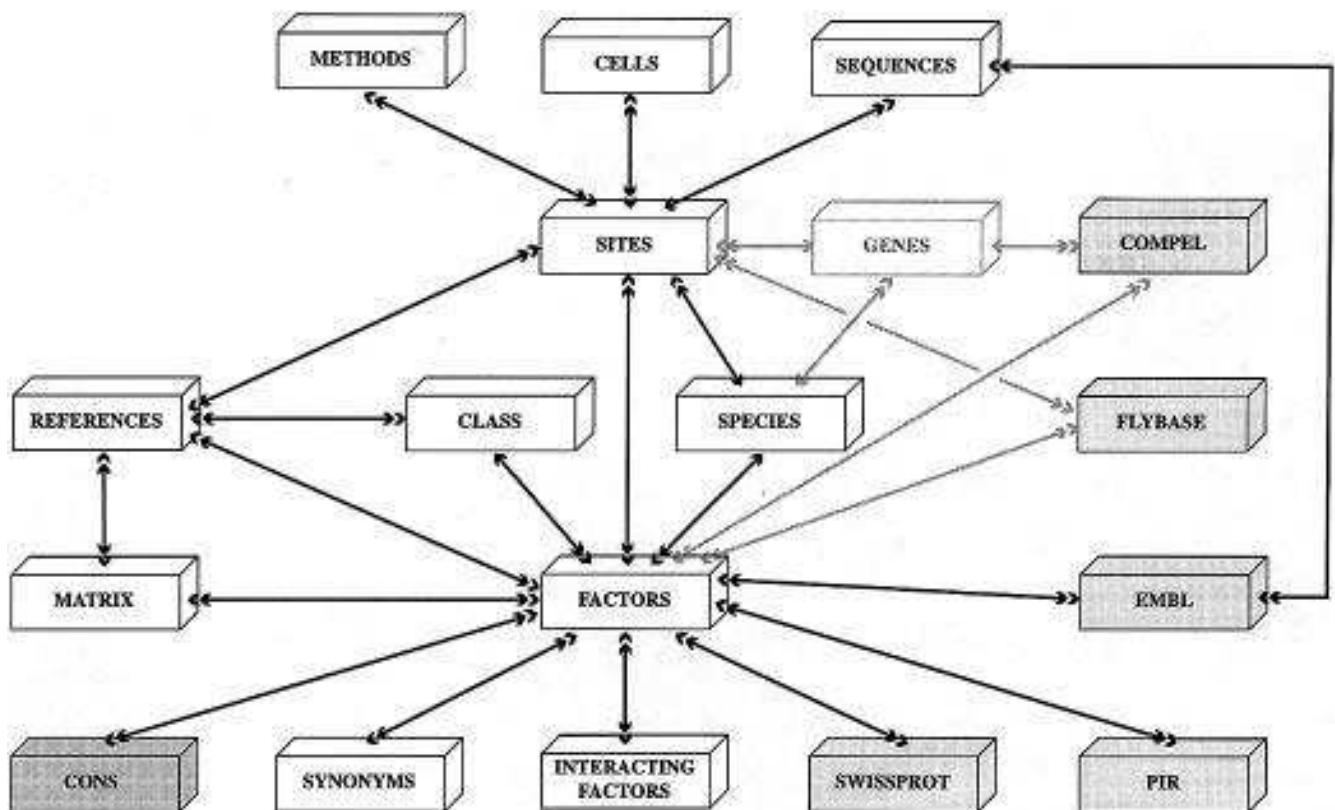 METHODS
CELLS
SEQUENCES
SITES
GENES
COMPEL
REFERENCES
CLASS
SPECIES
FLYBASE
MATRIX
FACTORS
EMBL
CONS
SYNONYMS
INTERACTING
FACTORS
SWISSPROT
PIR